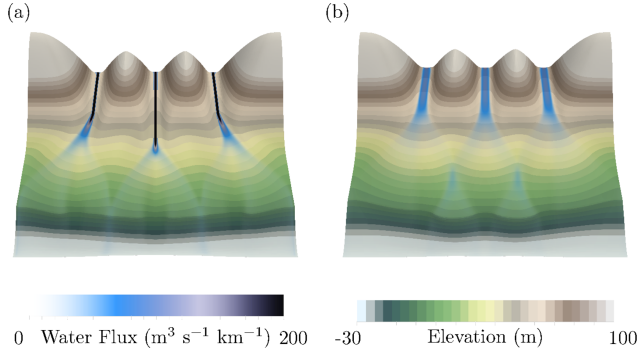 (a)
(b)
0 Water Flux (m³ s⁻¹ km⁻¹) 200
-30 Elevation (m) 100